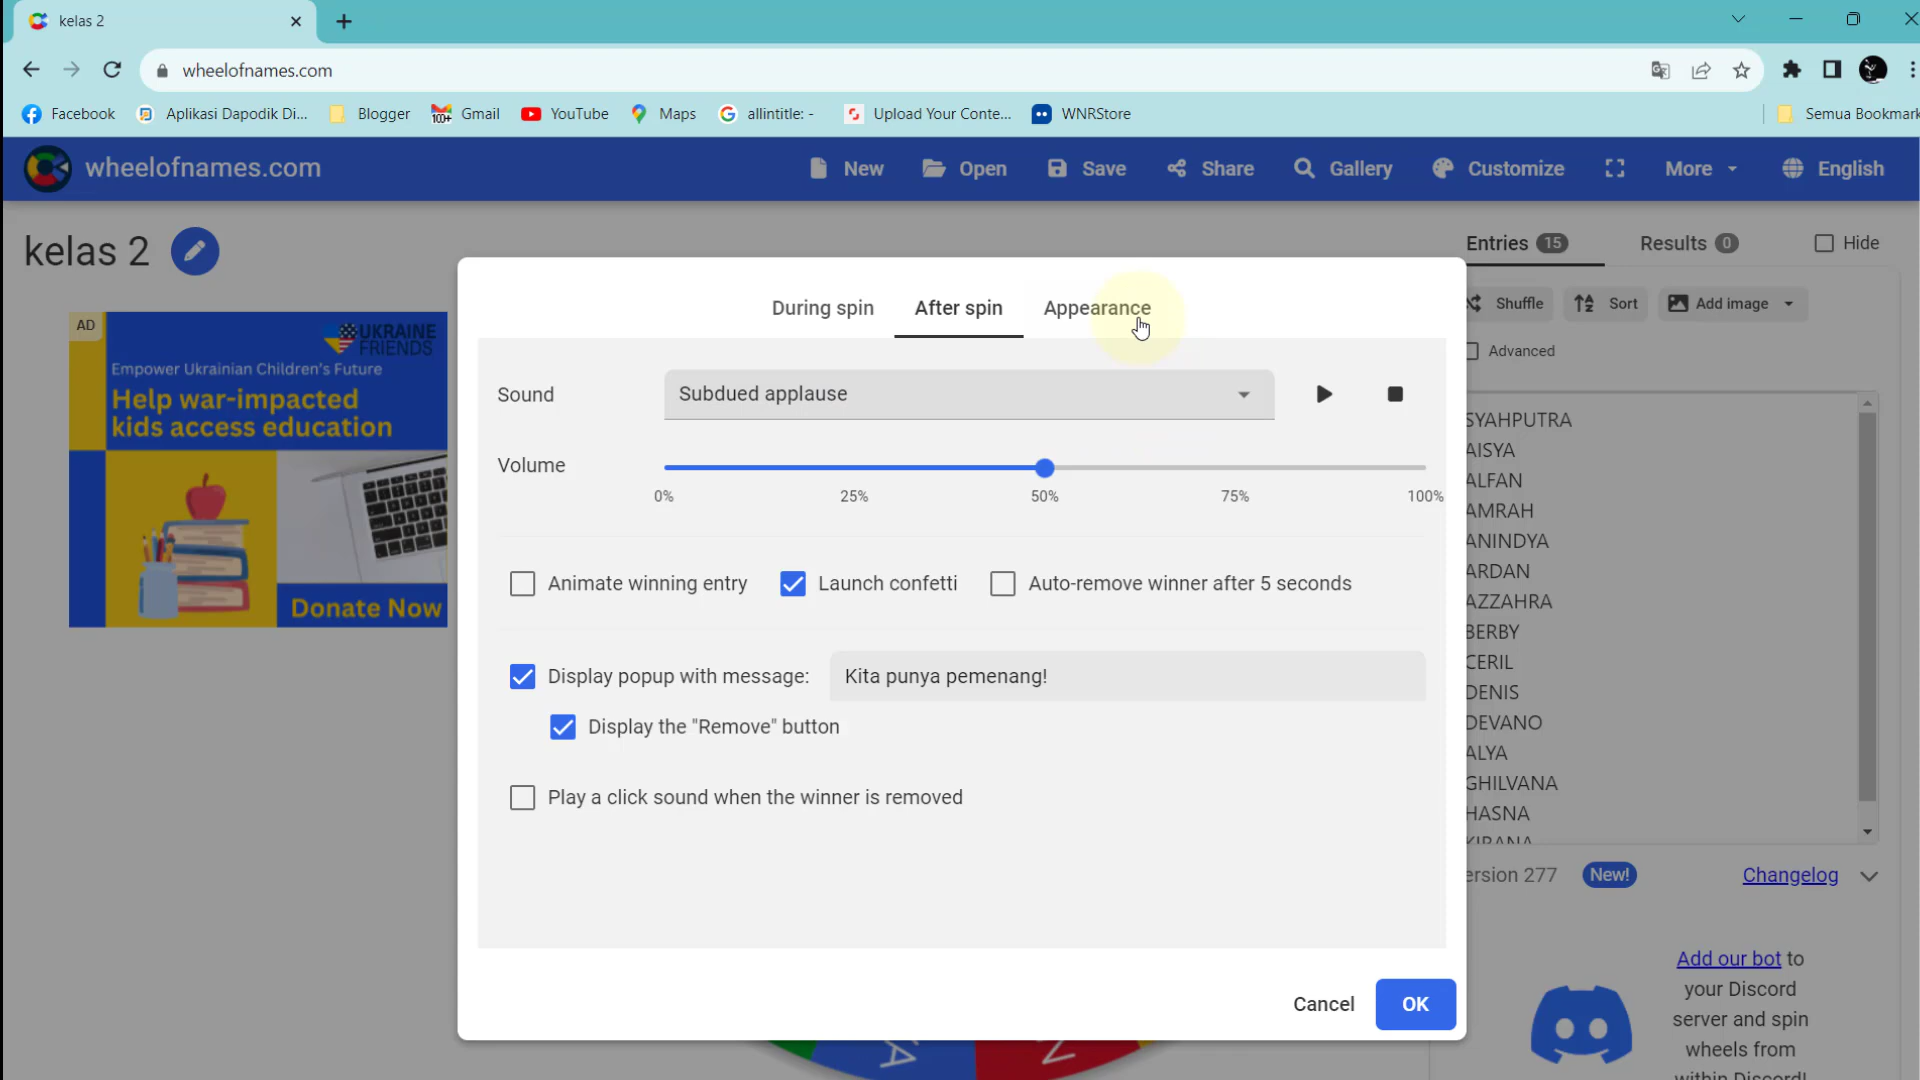 kelas 2
wheelofnames.com
Facebook Aplikasi Dapodik Di... Blogger Gmail YouTube Maps allintitle: - Upload Your Conte... WNRStore Semua Bookmark
wheelofnames.com New Open Save Share Gallery Customize More English
kelas 2
Entries 15 Results 0 Hide
Shuffle Sort Add image
Advanced
AD
UKRAINE
FRIENDS
Empower Ukrainian Children's Future
Help war-impacted
kids access education
Donate Now
During spin After spin Appearance
Sound Subdued applause
Volume
0% 25% 50% 75% 100%
Animate winning entry Launch confetti Auto-remove winner after 5 seconds
Display popup with message: Kita punya pemenang!
Display the "Remove" button
Play a click sound when the winner is removed
Cancel OK
SYAHPUTRA
AISYA
ALFAN
AMRAH
ANINDYA
ARDAN
AZZAHRA
BERBY
CERIL
DENIS
DEVANO
ALYA
GHILVANA
HASNA
KIRANA
ersion 277 New! Changelog
Add our bot to
your Discord
server and spin
wheels from
within Discord!